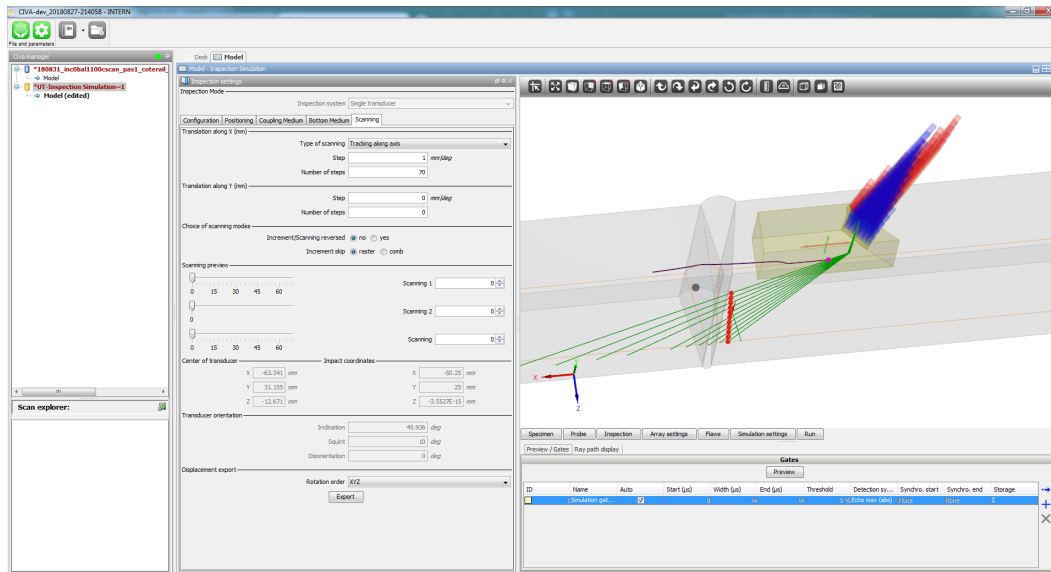 CIVA-dev_20180827-214058 - INTERN
File and parameters
Civa manager
*180831_inc0bal1100cscan_pas1_coterail_
Model
*UT-Inspection Simulation~1
Model (edited)
Scan explorer:
Desk Model
Model - Inspection Simulation
Inspection settings
Inspection Mode
Inspection system Single transducer
Configuration Positioning Coupling Medium Bottom Medium Scanning
Translation along X (mm)
Type of scanning Tracking along axis
Step 1 mm/deg
Number of steps 70
Translation along Y (mm)
Step 0 mm/deg
Number of steps 0
Choice of scanning modes
Increment/Scanning reversed no yes
Increment skip raster comb
Scanning preview
0 15 30 45 60
Scanning 1 0
0
Scanning 2 0
0 15 30 45 60
Scanning 0
Center of transducer Impact coordinates
X -63.341 mm X -50.25 mm
Y 31.155 mm Y 25 mm
Z -12.671 mm Z -3.5527E-15 mm
Transducer orientation
Inclination 45.936 deg
Squint 10 deg
Disorientation 0 deg
Displacement export
Rotation order XYZ
Export
X
Z
Specimen Probe Inspection Array settings Flaws Simulation settings Run
Preview / Gates Ray path display
Gates
Preview
ID Name Auto Start (µs) Width (µs) End (µs) Threshold Detection sy... Synchro. start Synchro. end Storage
Simulation gat... 0 ∞ ∞ 0 % Echo max (abs) None None